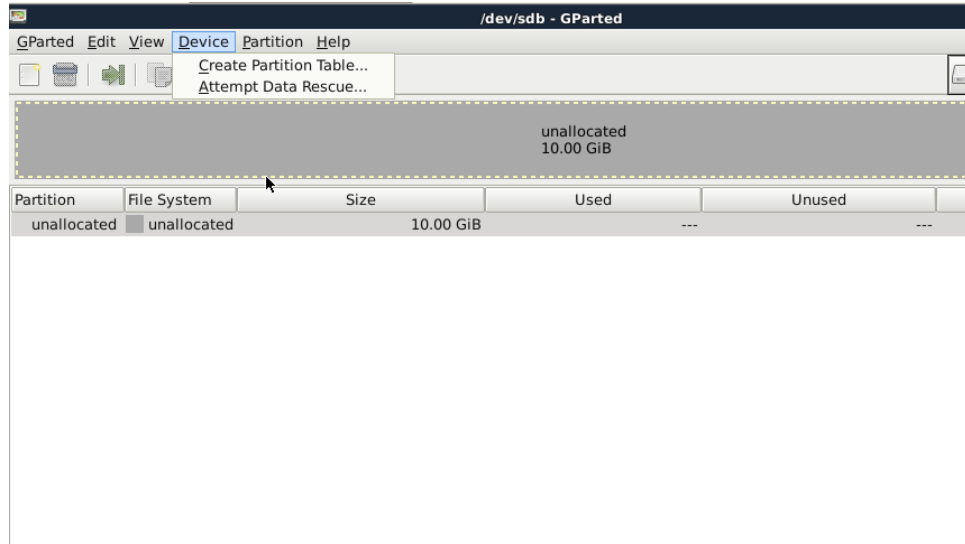 /dev/sdb - GParted
GParted Edit View Device Partition Help
Create Partition Table...
Attempt Data Rescue...
unallocated
10.00 GiB
Partition File System Size Used Unused
unallocated unallocated 10.00 GiB --- ---